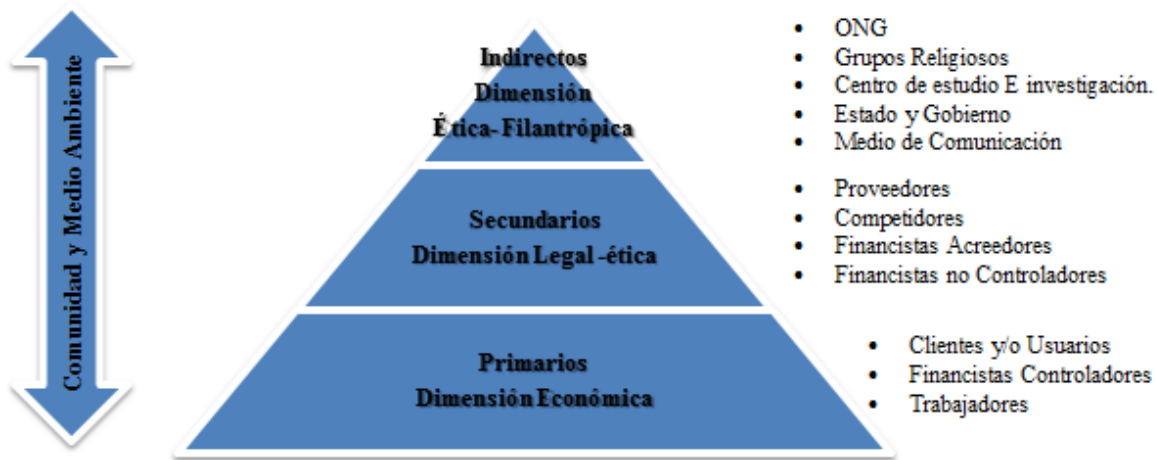 Comunidad y Medio Ambiente
Indirectos
Dimensión
Ética- Filantrópica
• ONG
• Grupos Religiosos
• Centro de estudio E investigación.
• Estado y Gobierno
• Medio de Comunicación
Secundarios
Dimensión Legal -ética
• Proveedores
• Competidores
• Financistas Acreedores
• Financistas no Controladores
Primarios
Dimensión Económica
• Clientes y/o Usuarios
• Financistas Controladores
• Trabajadores